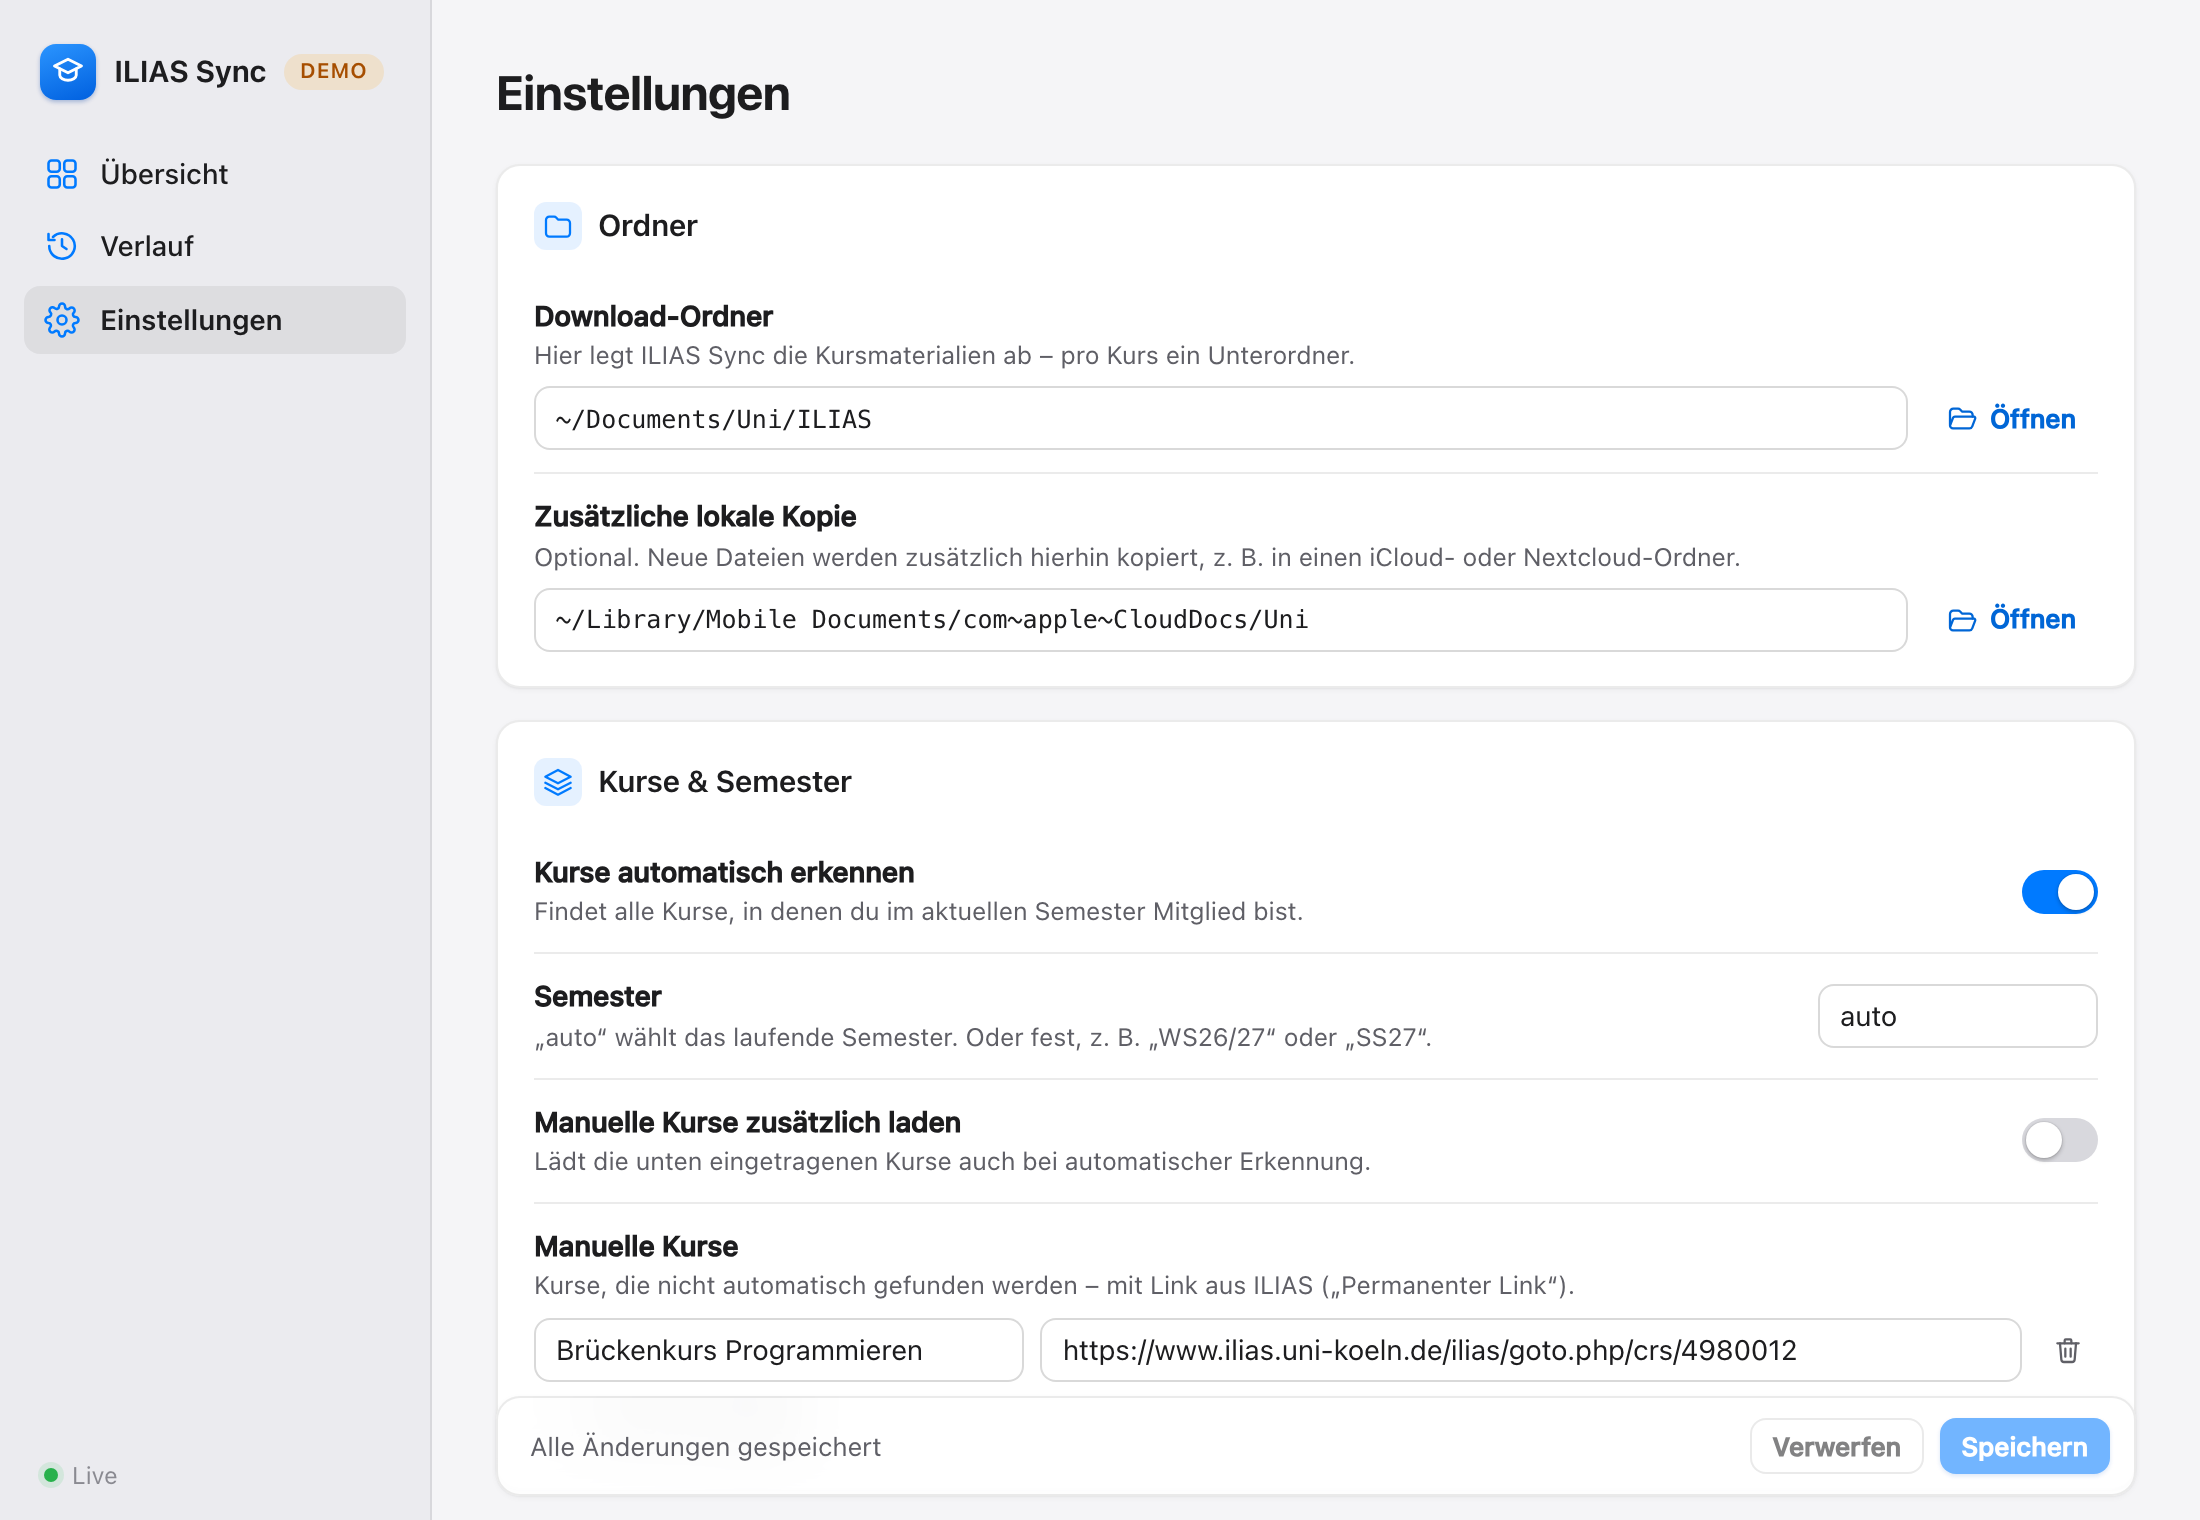 ILIAS Sync DEMO
Übersicht
Verlauf
Einstellungen
Live
Einstellungen
Ordner
Download-Ordner
Hier legt ILIAS Sync die Kursmaterialien ab – pro Kurs ein Unterordner.
~/Documents/Uni/ILIAS Öffnen
Zusätzliche lokale Kopie
Optional. Neue Dateien werden zusätzlich hierhin kopiert, z. B. in einen iCloud- oder Nextcloud-Ordner.
~/Library/Mobile Documents/com~apple~CloudDocs/Uni Öffnen
Kurse & Semester
Kurse automatisch erkennen
Findet alle Kurse, in denen du im aktuellen Semester Mitglied bist.
Semester
„auto“ wählt das laufende Semester. Oder fest, z. B. „WS26/27“ oder „SS27“.
auto
Manuelle Kurse zusätzlich laden
Lädt die unten eingetragenen Kurse auch bei automatischer Erkennung.
Manuelle Kurse
Kurse, die nicht automatisch gefunden werden – mit Link aus ILIAS („Permanenter Link“).
Brückenkurs Programmieren https://www.ilias.uni-koeln.de/ilias/goto.php/crs/4980012
Alle Änderungen gespeichert Verwerfen Speichern